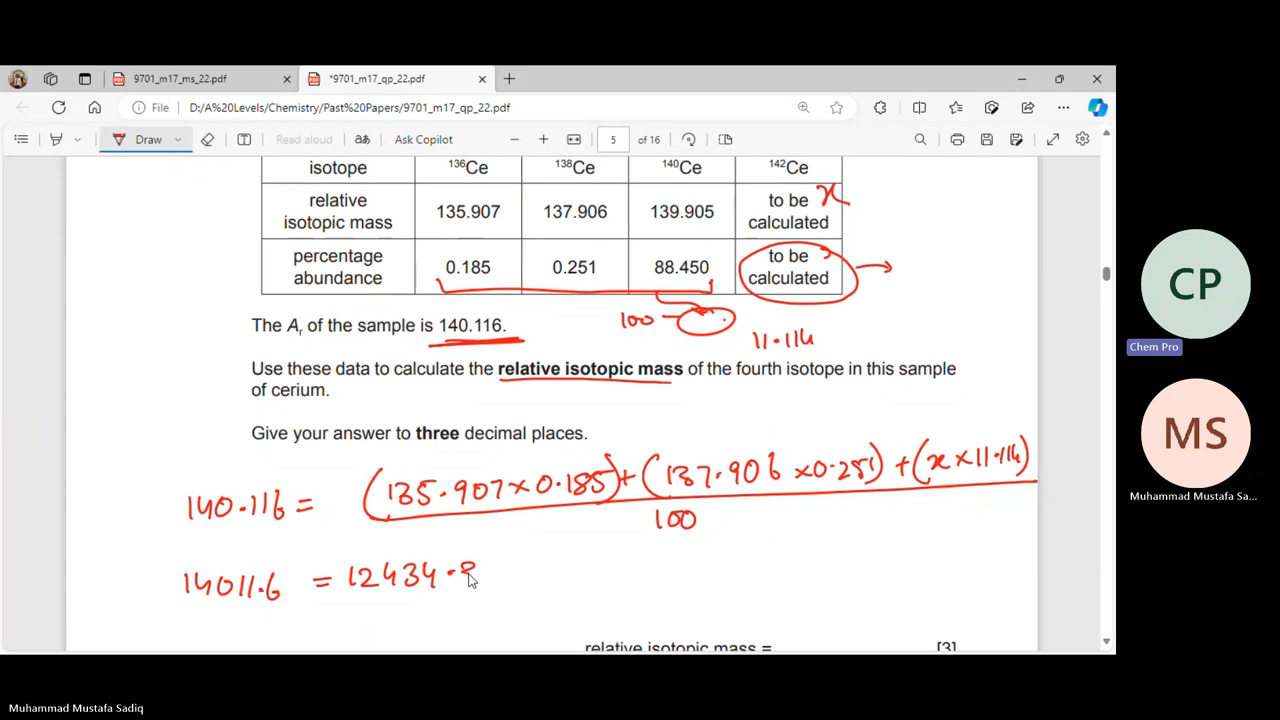 9701_m17_ms_22.pdf
*9701_m17_qp_22.pdf
File
D:/A%20Levels/Chemistry/Past%20Papers/9701_m17_qp_22.pdf
Draw
Read aloud
Ask Copilot
5
of 16
isotope 136Ce 138Ce 140Ce 142Ce
relative isotopic mass 135.907 137.906 139.905 to be calculated x
percentage abundance 0.185 0.251 88.450 to be calculated
100 -
The Ar of the sample is 140.116.
11.114
Use these data to calculate the relative isotopic mass of the fourth isotope in this sample
of cerium.
Give your answer to three decimal places.
140.116 = (135.907×0.185)+(137.906×0.251)+(x×11.114)
100
14011.6 = 12434.8
relative isotopic mass =
[3]
CP
Chem Pro
MS
Muhammad Mustafa Sa...
Muhammad Mustafa Sadiq